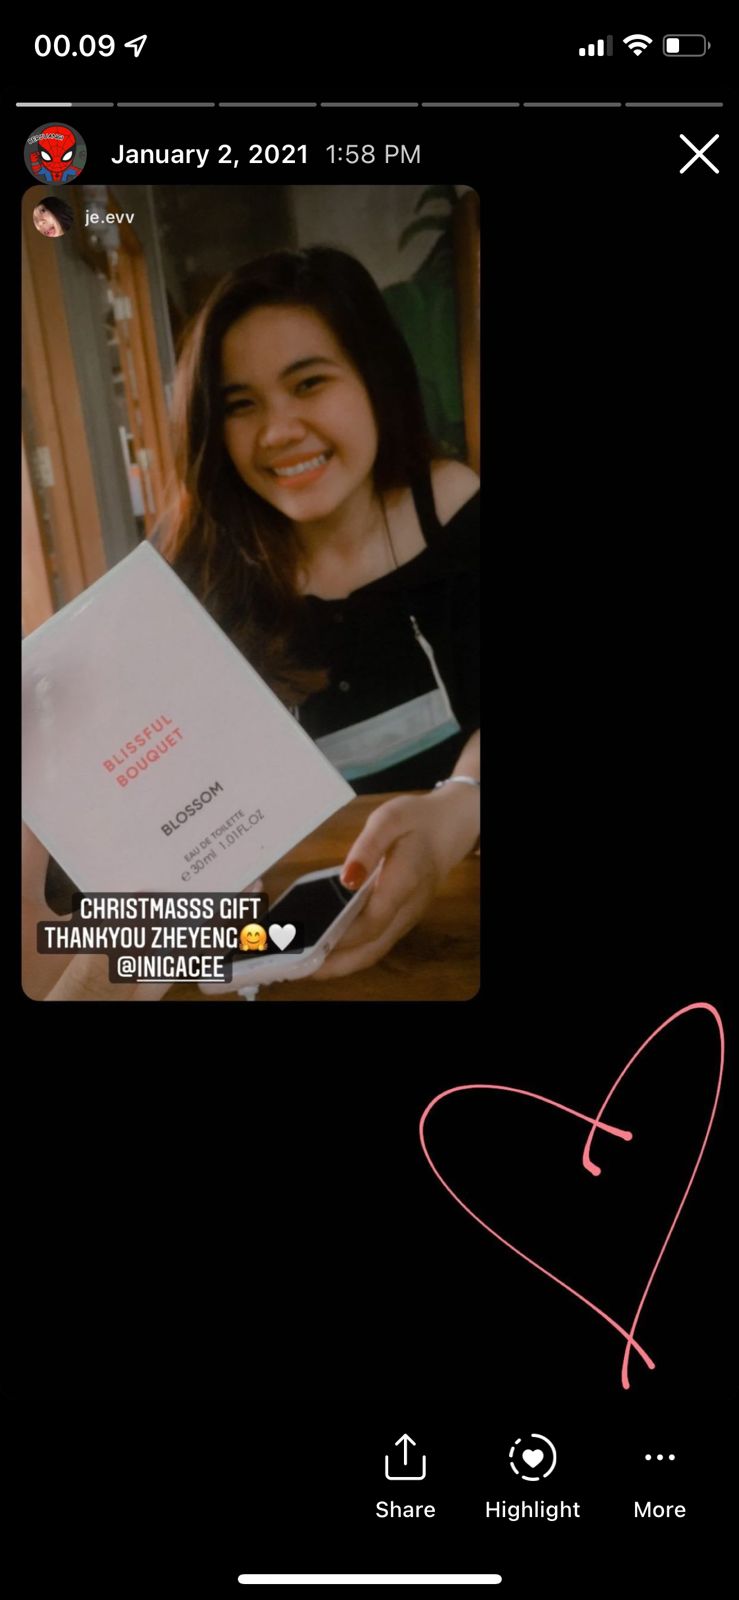 00.09
January 2, 2021 1:58 PM
je.evv
BLISSFUL
BOUQUET
BLOSSOM
EAU DE TOILETTE
e 30ml 1.01FL.OZ
CHRISTMASSS GIFT
THANKYOU ZHEYENG🤗🤍
@INIGACEE
Share Highlight More